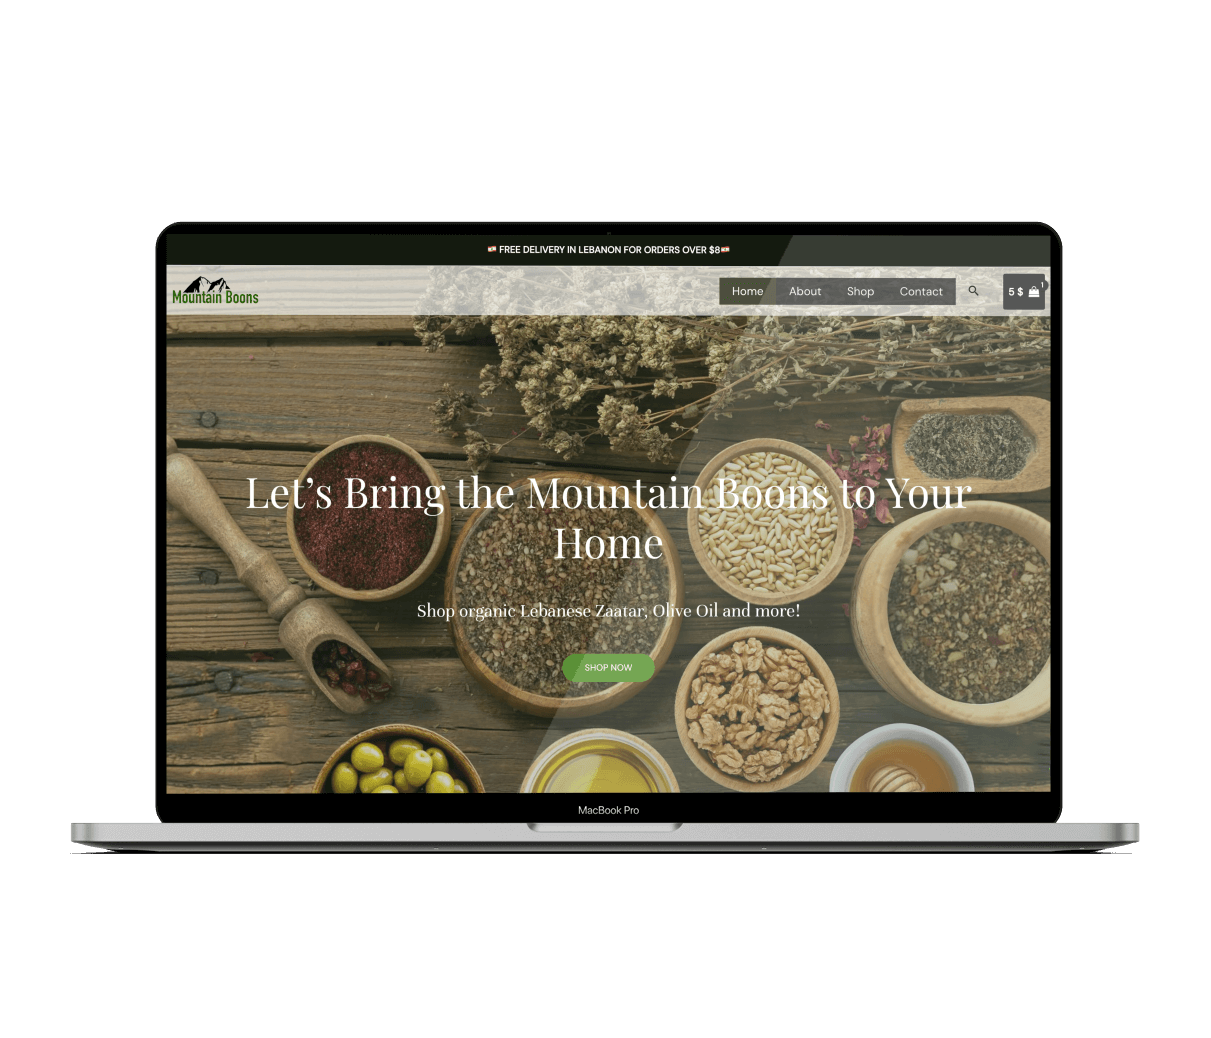 🇱🇧 FREE DELIVERY IN LEBANON FOR ORDERS OVER $8🇱🇧
Mountain Boons
Home About Shop Contact
5 $
1
Let’s Bring the Mountain Boons to Your
Home
Shop organic Lebanese Zaatar, Olive Oil and more!
SHOP NOW
MacBook Pro